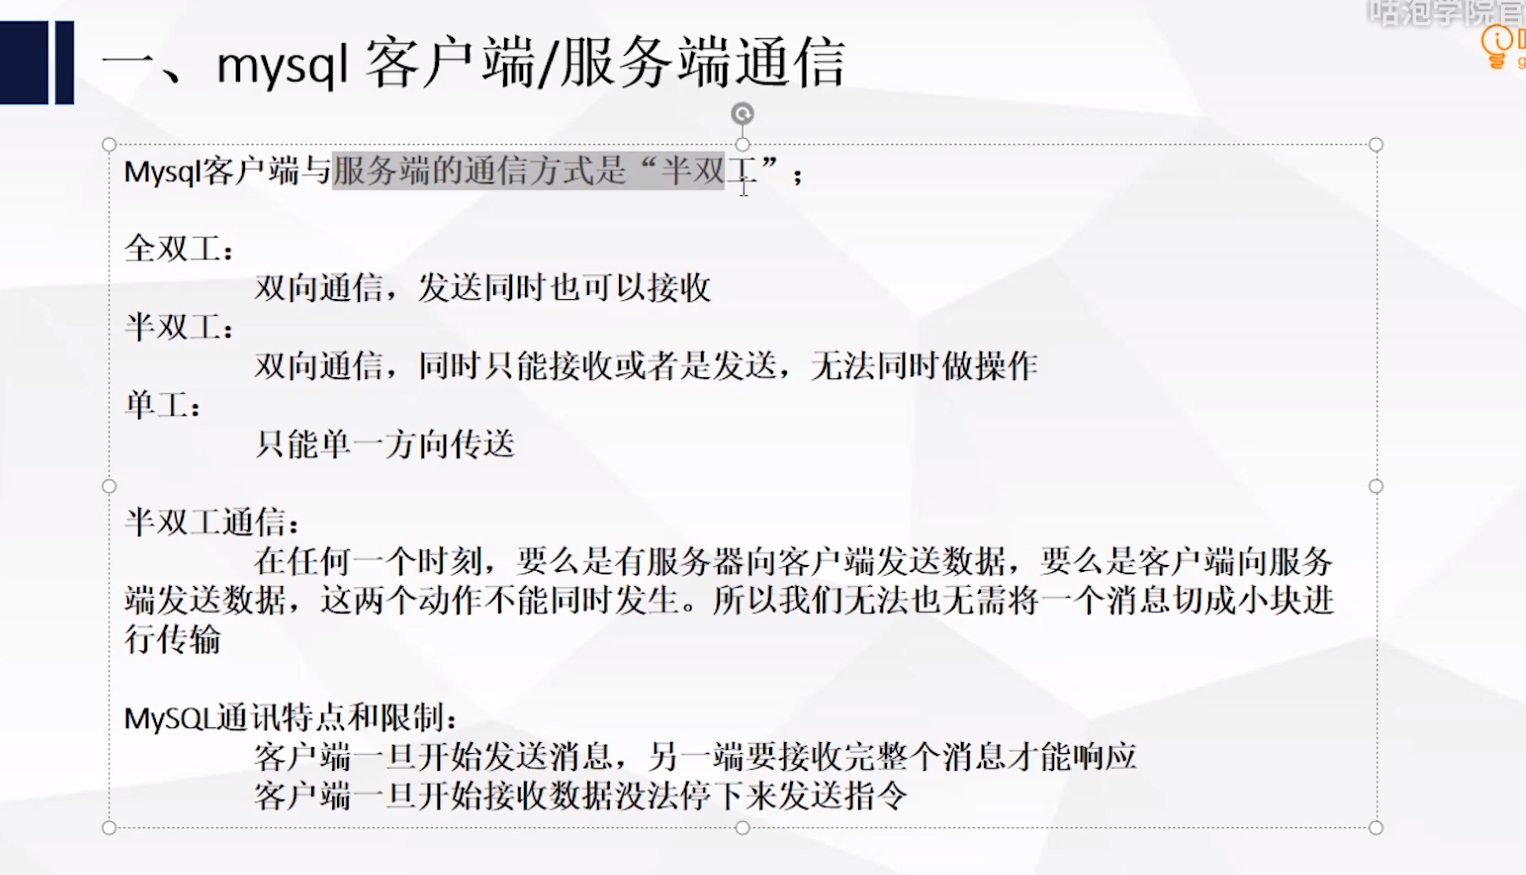 咕泡学院官
一、mysql 客户端/服务端通信
Mysql客户端与服务端的通信方式是“半双工”；
全双工：
双向通信，发送同时也可以接收
半双工：
双向通信，同时只能接收或者是发送，无法同时做操作
单工：
只能单一方向传送
半双工通信：
在任何一个时刻，要么是有服务器向客户端发送数据，要么是客户端向服务
端发送数据，这两个动作不能同时发生。所以我们无法也无需将一个消息切成小块进
行传输
MySQL通讯特点和限制：
客户端一旦开始发送消息，另一端要接收完整个消息才能响应
客户端一旦开始接收数据没法停下来发送指令